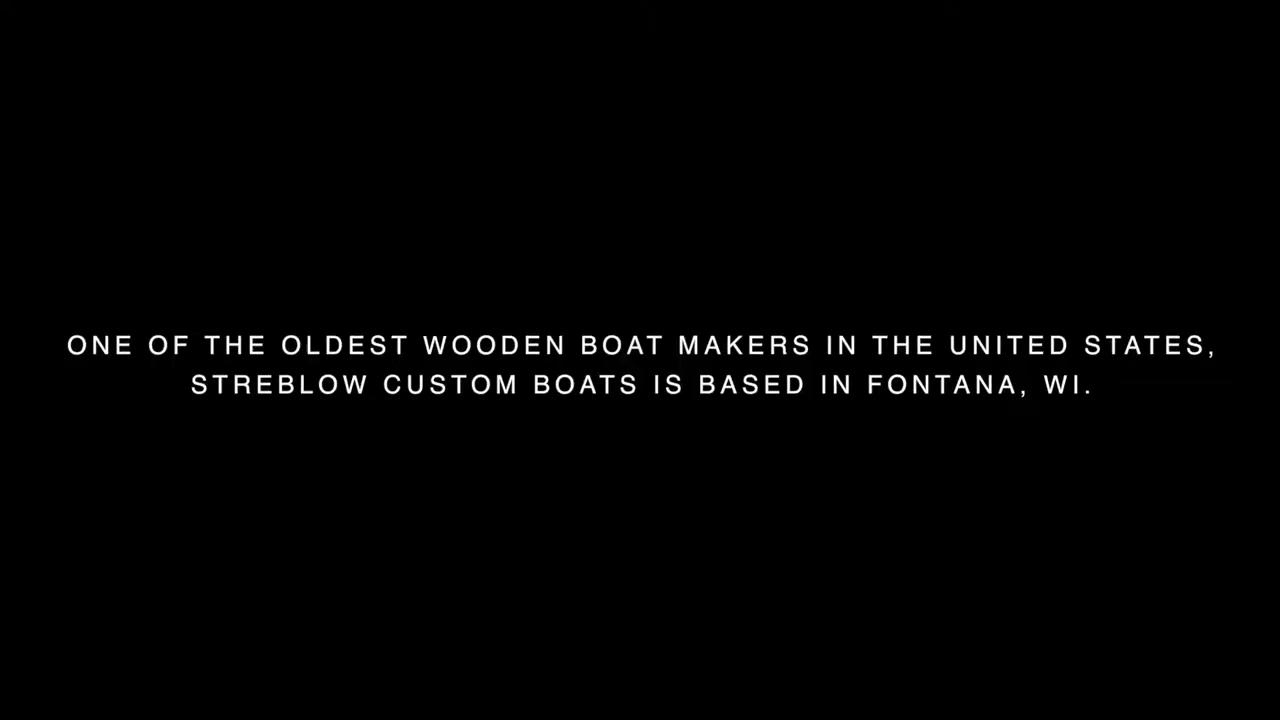 ONE OF THE OLDEST WOODEN BOAT MAKERS IN THE UNITED STATES,
STREBLOW CUSTOM BOATS IS BASED IN FONTANA, WI.